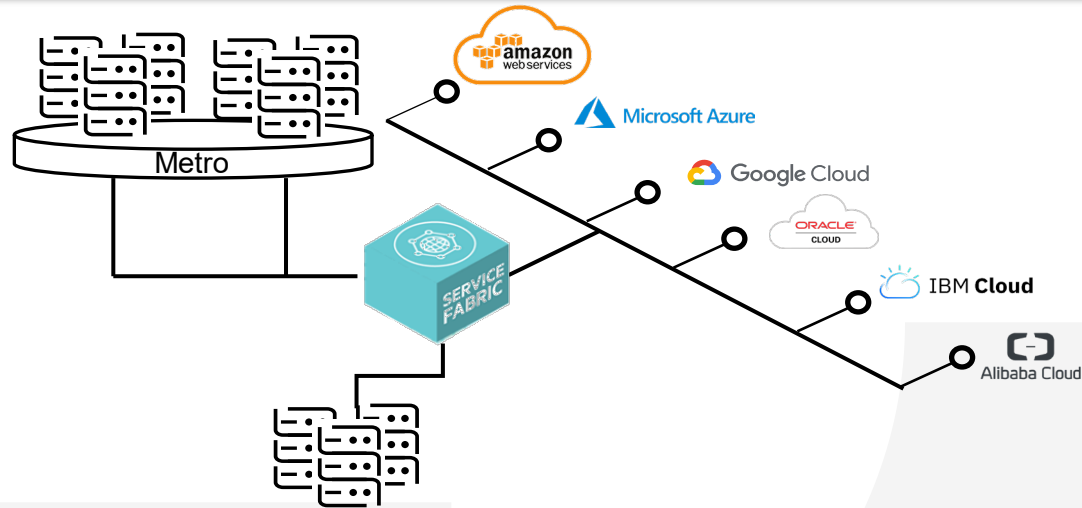 amazon
web services
Microsoft Azure
Metro
Google Cloud
ORACLE
CLOUD
SERVICE
FABRIC
IBM Cloud
Alibaba Cloud